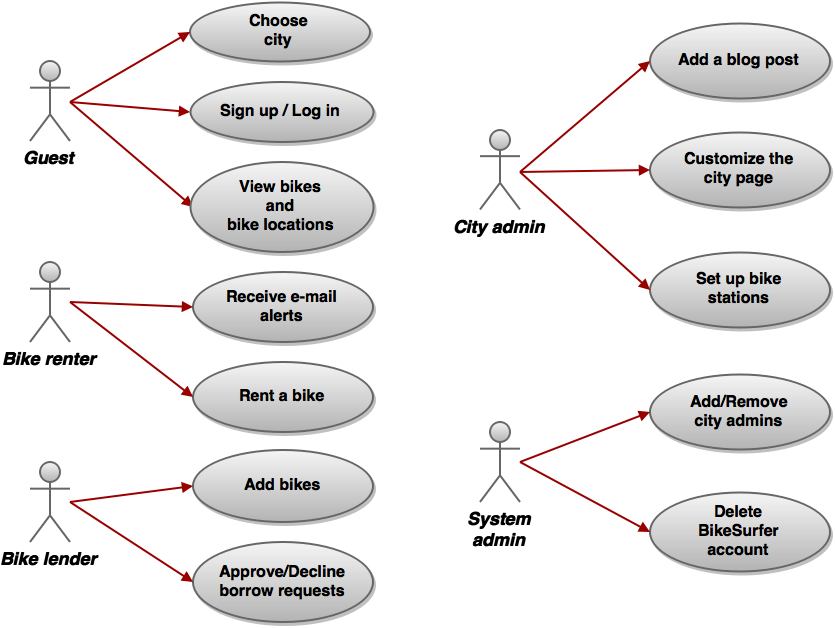 Choose
city
Sign up / Log in
Guest
View bikes
and
bike locations
Receive e-mail
alerts
Bike renter
Rent a bike
Add bikes
Bike lender
Approve/Decline
borrow requests
Add a blog post
Customize the
city page
City admin
Set up bike
stations
Add/Remove
city admins
System
admin
Delete
BikeSurfer
account